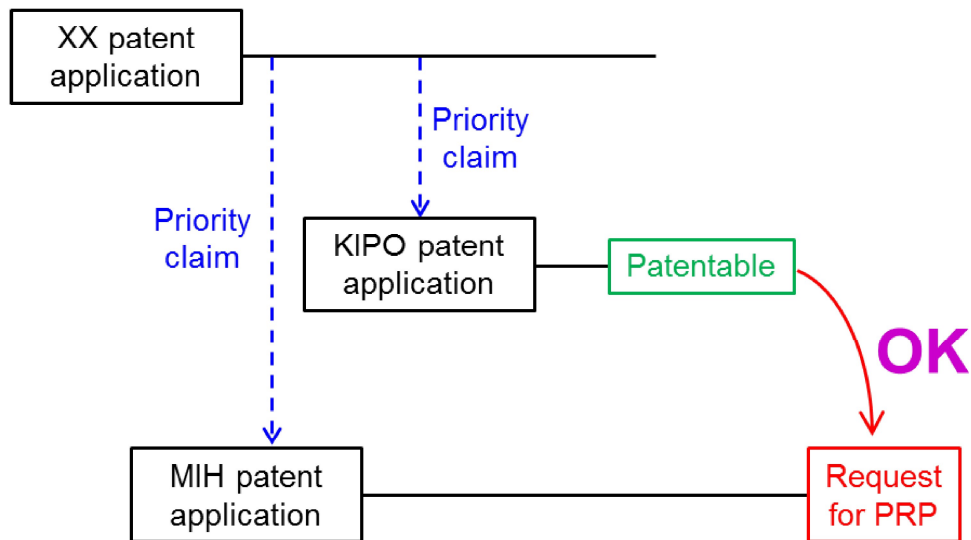 XX patent
application
Priority
claim
Priority
claim
KIPO patent
application
Patentable
OK
MIH patent
application
Request
for PRP